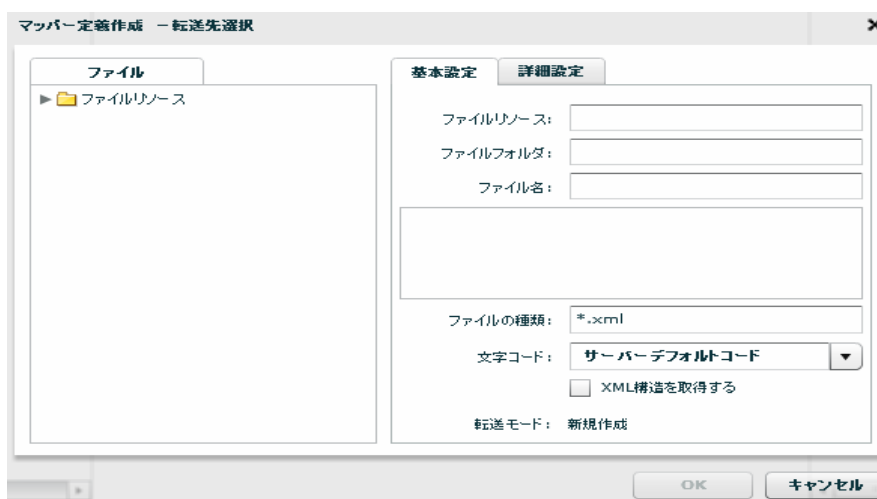 マッパー定義作成 －転送先選択
ファイル
ファイルリソース
基本設定
詳細設定
ファイルリソース:
ファイルフォルダ:
ファイル名:
ファイルの種類:
*.xml
文字コード:
サーバーデフォルトコード
XML構造を取得する
転送モード:
新規作成
OK
キャンセル